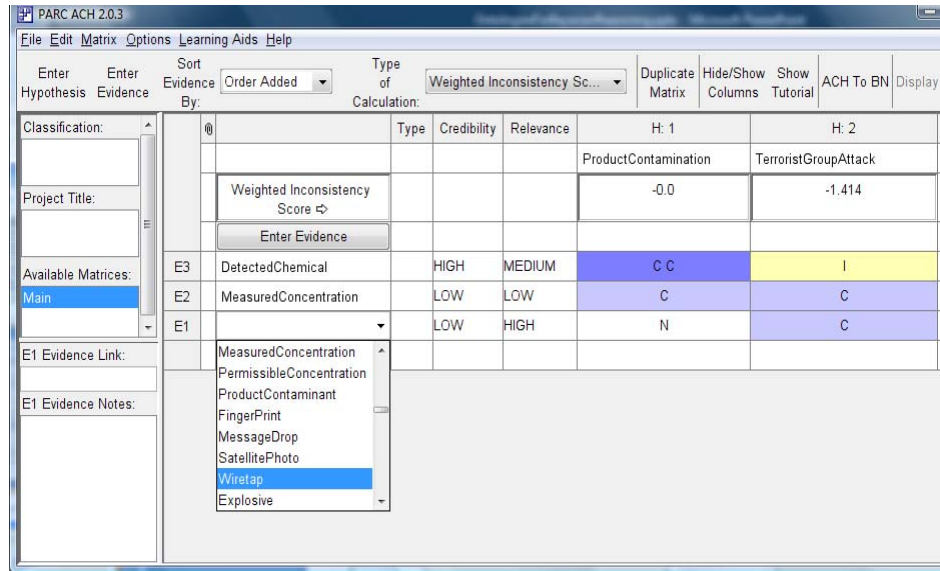 PARC ACH 2.0.3
File Edit Matrix Options Learning Aids Help
Enter Hypothesis
Enter Evidence
Sort Evidence By:
Order Added
Type of Calculation:
Weighted Inconsistency Sc...
Duplicate Matrix
Hide/Show Columns
Show Tutorial
ACH To BN
Display
Classification:
Project Title:
Available Matrices:
Main
E1 Evidence Link:
E1 Evidence Notes:
Type Credibility Relevance H: 1 H: 2
ProductContamination TerroristGroupAttack
Weighted Inconsistency Score ⇨ -0.0 -1.414
Enter Evidence
E3 DetectedChemical HIGH MEDIUM C C I
E2 MeasuredConcentration LOW LOW C C
E1 LOW HIGH N C
MeasuredConcentration
PermissibleConcentration
ProductContaminant
FingerPrint
MessageDrop
SatellitePhoto
Wiretap
Explosive